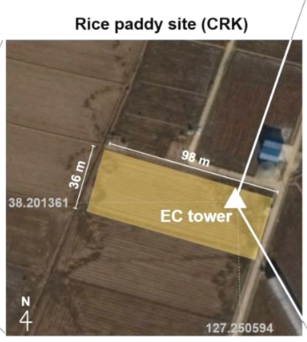 Rice paddy site (CRK)
98 m
36 m
38.201361
EC tower
N
127.250594